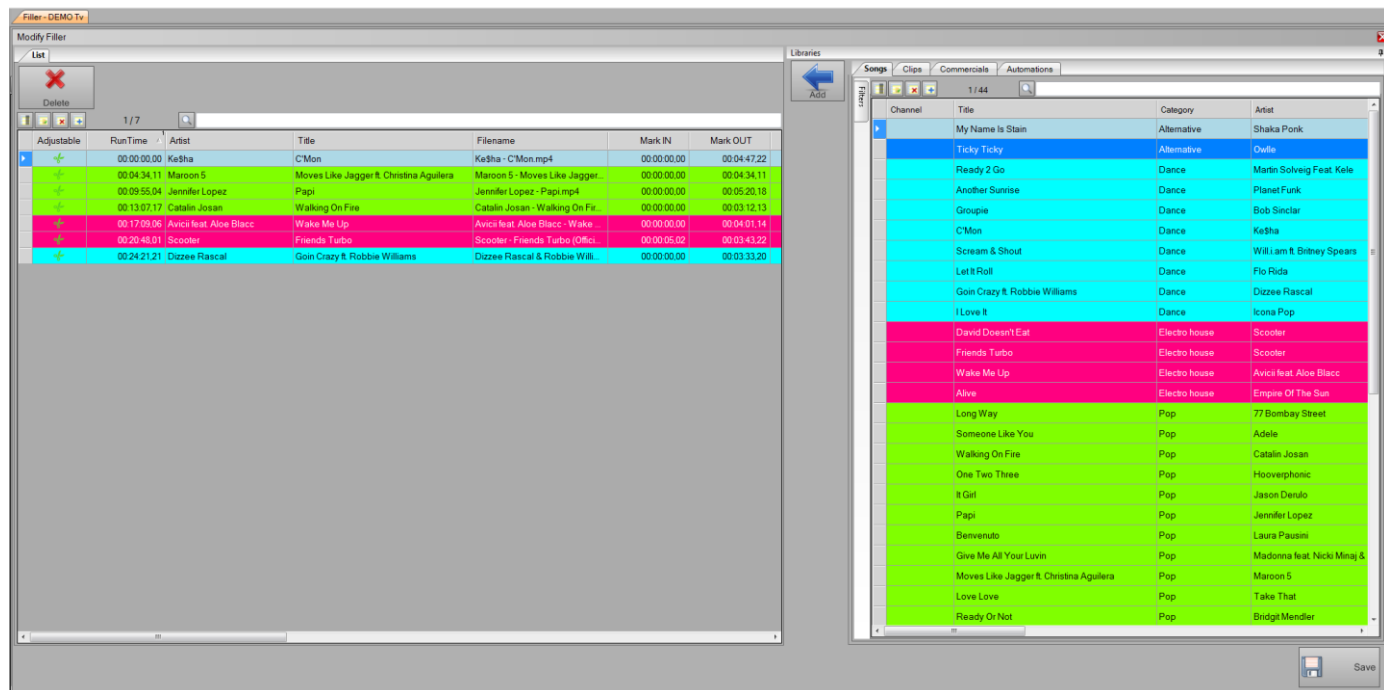 Filler - DEMO Tv
Modify Filler
List
Delete
1 / 7
Adjustable RunTime Artist Title Filename Mark IN Mark OUT
00:00:00,00 Ke$ha C'Mon Ke$ha - C'Mon.mp4 00:00:00,00 00:04:47,22
00:04:34,11 Maroon 5 Moves Like Jagger ft. Christina Aguilera Maroon 5 - Moves Like Jagger... 00:00:00,00 00:04:34,11
00:09:55,04 Jennifer Lopez Papi Jennifer Lopez - Papi.mp4 00:00:00,00 00:05:20,18
00:13:07,17 Catalin Josan Walking On Fire Catalin Josan - Walking On Fir... 00:00:00,00 00:03:12,13
00:17:09,06 Avicii feat. Aloe Blacc Wake Me Up Avicii feat. Aloe Blacc - Wake ... 00:00:00,00 00:04:01,14
00:20:48,01 Scooter Friends Turbo Scooter - Friends Turbo (Offici... 00:00:05,02 00:03:43,22
00:24:21,21 Dizzee Rascal Goin Crazy ft. Robbie Williams Dizzee Rascal & Robbie Willi... 00:00:00,00 00:03:33,20
Libraries
Add
Songs Clips Commercials Automations
Filters
1 / 44
Channel Title Category Artist
My Name Is Stain Alternative Shaka Ponk
Ticky Ticky Alternative Owlle
Ready 2 Go Dance Martin Solveig Feat. Kele
Another Sunrise Dance Planet Funk
Groupie Dance Bob Sinclar
C'Mon Dance Ke$ha
Scream & Shout Dance Will.i.am ft. Britney Spears
Let It Roll Dance Flo Rida
Goin Crazy ft. Robbie Williams Dance Dizzee Rascal
I Love It Dance Icona Pop
David Doesn't Eat Electro house Scooter
Friends Turbo Electro house Scooter
Wake Me Up Electro house Avicii feat. Aloe Blacc
Alive Electro house Empire Of The Sun
Long Way Pop 77 Bombay Street
Someone Like You Pop Adele
Walking On Fire Pop Catalin Josan
One Two Three Pop Hooverphonic
It Girl Pop Jason Derulo
Papi Pop Jennifer Lopez
Benvenuto Pop Laura Pausini
Give Me All Your Luvin Pop Madonna feat. Nicki Minaj &
Moves Like Jagger ft. Christina Aguilera Pop Maroon 5
Love Love Pop Take That
Ready Or Not Pop Bridgit Mendler
Save